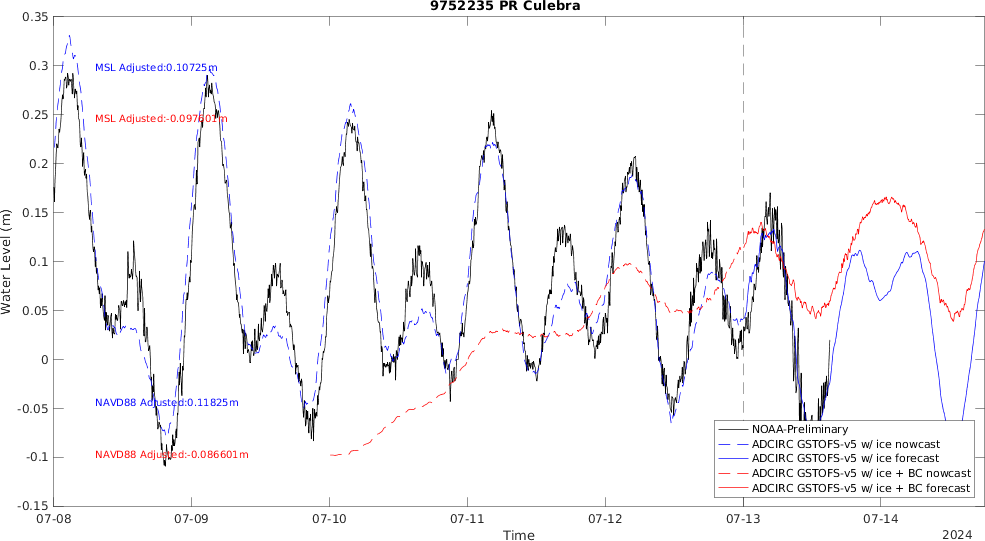 9752235 PR Culebra
0.35
0.3
0.25
0.2
0.15
0.1
0.05
0
-0.05
-0.1
-0.15
Water Level (m)
MSL Adjusted:0.10725m
MSL Adjusted:-0.097601m
NAVD88 Adjusted:0.11825m
NAVD88 Adjusted:-0.086601m
NOAA-Preliminary
ADCIRC GSTOFS-v5 w/ ice nowcast
ADCIRC GSTOFS-v5 w/ ice forecast
ADCIRC GSTOFS-v5 w/ ice + BC nowcast
ADCIRC GSTOFS-v5 w/ ice + BC forecast
07-08 07-09 07-10 07-11 07-12 07-13 07-14
Time
2024